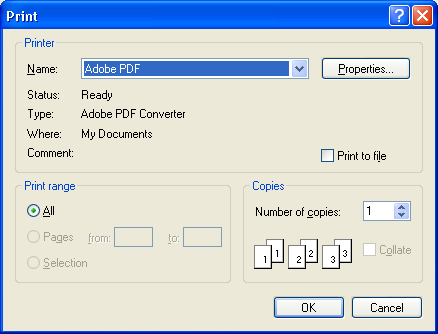 Print
Printer
Name: Adobe PDF Properties...
Status: Ready
Type: Adobe PDF Converter
Where: My Documents
Comment:
Print to file
Print range
All
Pages from: to:
Selection
Copies
Number of copies: 1
1 1 2 2 3 3
Collate
OK Cancel